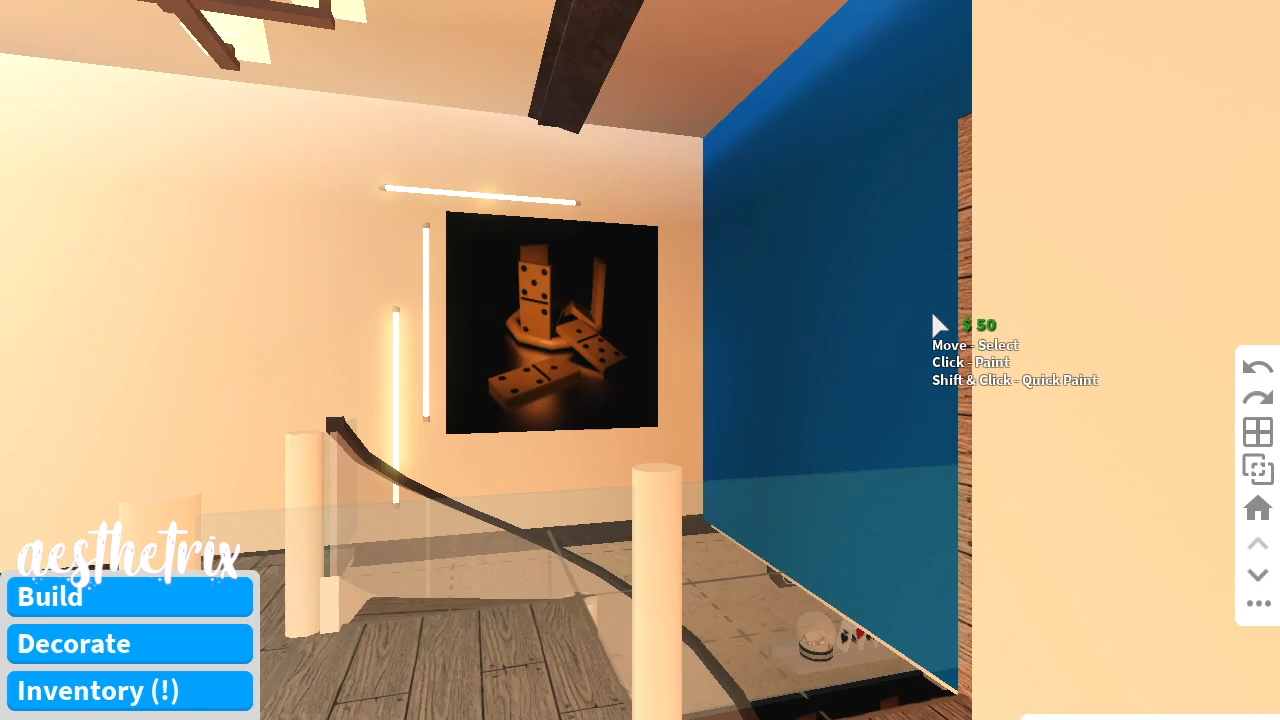 $ 50
Move - Select
Click - Paint
Shift & Click - Quick Paint
aesthetrix
Build
Decorate
Inventory (!)